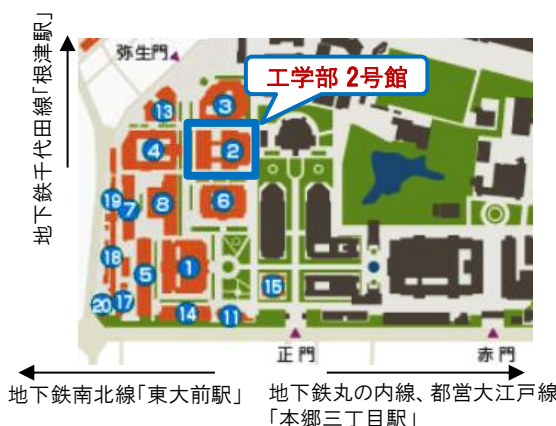 弥生門
工学部 2号館
3
13
4
2
19
7
8
6
18
5
1
15
20
17
14
11
正門
赤門
地下鉄千代田線「根津駅」
地下鉄南北線「東大前駅」
地下鉄丸の内線、都営大江戸線
「本郷三丁目駅」